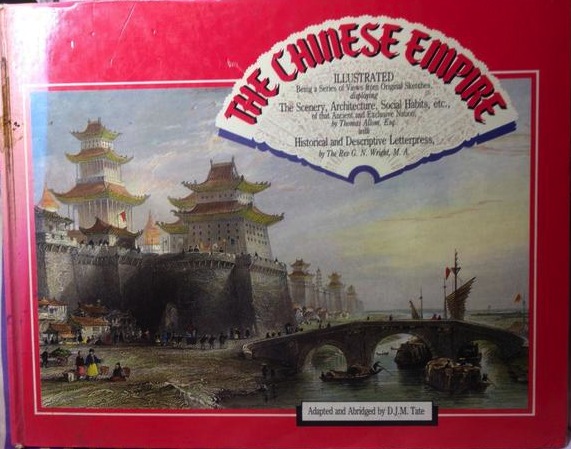 THE CHINESE EMPIRE
ILLUSTRATED
Being a Series of Views from Original Sketches,
displaying
The Scenery, Architecture, Social Habits, etc.,
of that Ancient and Exclusive Nation,
by Thomas Allom, Esq.
with
Historical and Descriptive Letterpress,
by The Rev G. N. Wright, M. A.
Adapted and Abridged by D.J.M. Tate